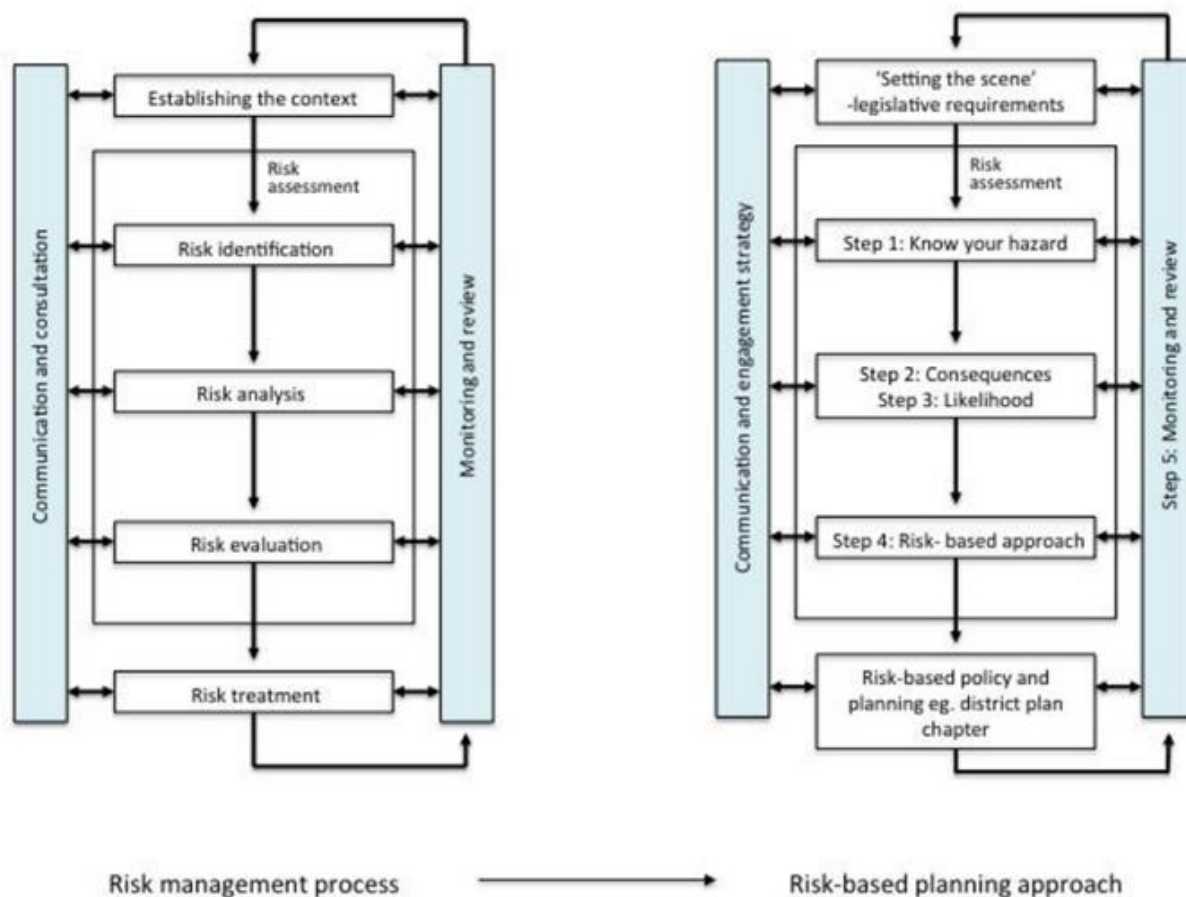 Communication and consultation
Establishing the context
Risk
assessment
Risk identification
Risk analysis
Risk evaluation
Risk treatment
Monitoring and review
Communication and engagement strategy
‘Setting the scene’
-legislative requirements
Risk
assessment
Step 1: Know your hazard
Step 2: Consequences
Step 3: Likelihood
Step 4: Risk- based approach
Risk-based policy and
planning eg. district plan
chapter
Step 5: Monitoring and review
Risk management process
Risk-based planning approach